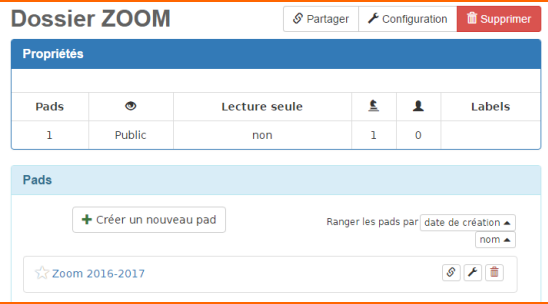 Dossier ZOOM
Partager Configuration Supprimer
Propriétés
Pads Lecture seule Labels
1 Public non 1 0
Pads
Créer un nouveau pad
Ranger les pads par date de création
nom
Zoom 2016-2017